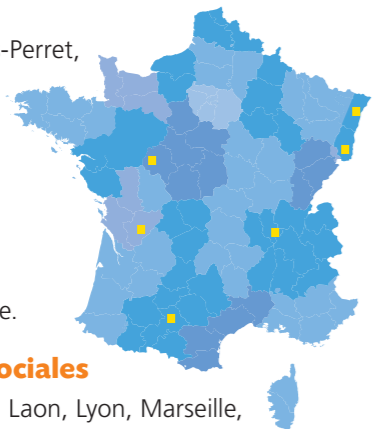 -Perret,
e.
ociales
Laon, Lyon, Marseille,